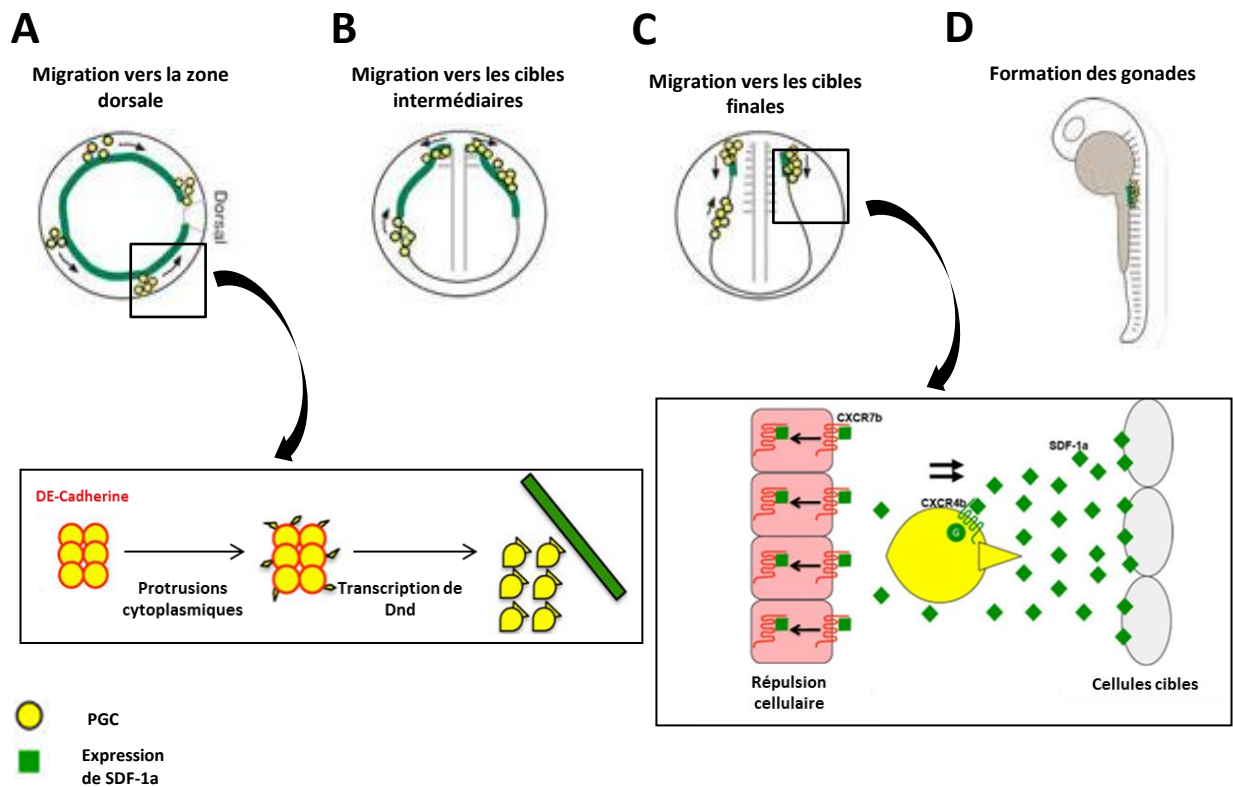 A
Migration vers la zone
dorsale
Dorsal
B
Migration vers les cibles
intermédiaires
C
Migration vers les cibles
finales
D
Formation des gonades
DE-Cadherine
Protrusions
cytoplasmiques
Transcription de
Dnd
CXCR7b
SDF-1a
CXCR4b
G
Répulsion
cellulaire
Cellules cibles
PGC
Expression
de SDF-1a